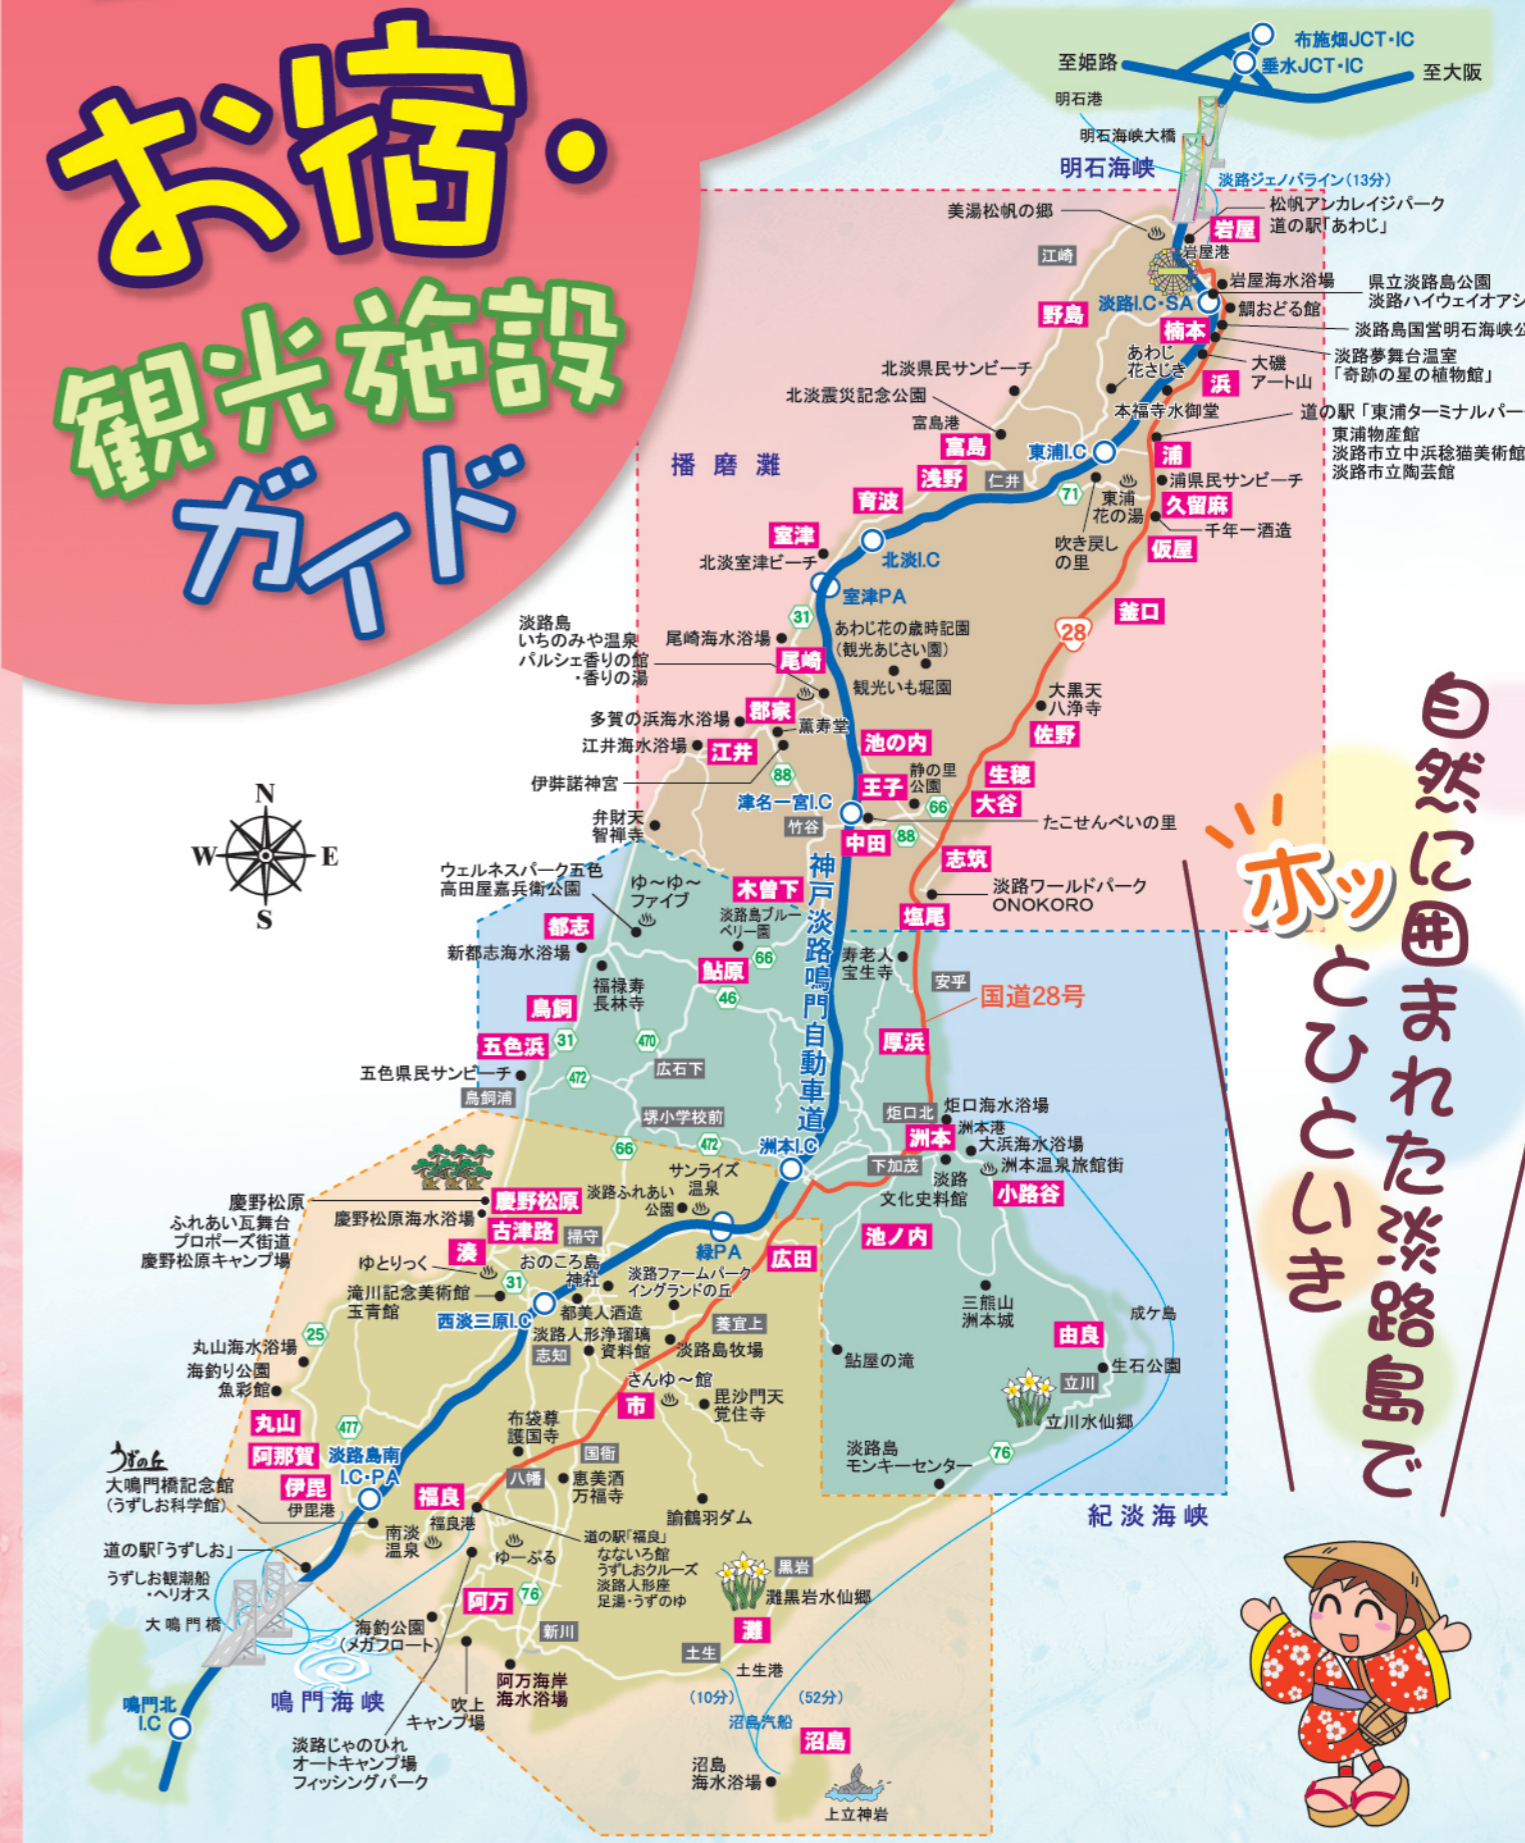 お宿・
観光施設
ガイド
布施畑JCT・IC
至姫路
垂水JCT・IC
至大阪
明石港
明石海峡大橋
明石海峡
淡路ジェノバライン(13分)
美湯松帆の郷
松帆アンカレイジパーク
道の駅「あわじ」
岩屋
岩屋港
江崎
岩屋海水浴場
県立淡路島公園
淡路ハイウェイオアシ
淡路I.C・SA
鯛おどる館
野島
楠本
淡路島国営明石海峡公
淡路夢舞台温室
「奇跡の星の植物館」
あわじ
花さじき
大磯
アート山
浜
北淡県民サンビーチ
北淡震災記念公園
本福寺水御堂
道の駅「東浦ターミナルパー
東浦物産館
淡路市立中浜稔猫美術館
淡路市立陶芸館
富島港
富島
東浦I.C
浦
播磨灘
浅野
仁井
71
東浦
花の湯
浦県民サンビーチ
久留麻
千年一酒造
育波
室津
吹き戻し
の里
仮屋
北淡室津ビーチ
北淡I.C
室津PA
釜口
31
28
淡路島
いちのみや温泉
パルシェ香りの館
・香りの湯
尾崎海水浴場
尾崎
あわじ花の歳時記園
(観光あじさい園)
観光いも堀園
大黒天
八浄寺
郡家
多賀の浜海水浴場
薫寿堂
佐野
江井海水浴場
江井
池の内
伊弉諾神宮
88
静の里
公園
王子
生穂
大谷
66
津名一宮I.C
竹谷
たこせんべいの里
中田
88
志筑
弁財天
智禅寺
N
W
E
S
ウェルネスパーク五色
高田屋嘉兵衛公園
ゆ～ゆ～
ファイブ
木曽下
淡路島ブルー
ベリー園
淡路ワールドパーク
ONOKORO
塩尾
都志
新都志海水浴場
66
鮎原
46
寿老人
宝生寺
安乎
国道28号
福禄寿
長林寺
鳥飼
五色浜
31
470
広石下
厚浜
神戸淡路鳴門自動車道
五色県民サンビーチ
472
鳥飼浦
堺小学校前
炬口北
炬口海水浴場
洲本
洲本港
大浜海水浴場
66
472
洲本I.C
下加茂
洲本温泉旅館街
淡路
文化史料館
小路谷
サンライズ
温泉
淡路ふれあい
公園
慶野松原
ふれあい瓦舞台
プロポーズ街道
慶野松原キャンプ場
慶野松原
慶野松原海水浴場
古津路
掃守
湊
緑PA
広田
池ノ内
ゆとりっく
31
おのころ島
神社
淡路ファームパーク
イングランドの丘
滝川記念美術館
玉青館
西淡三原I.C
都美人酒造
淡路人形浄瑠璃
資料館
志知
養宜上
淡路島牧場
三熊山
洲本城
成ケ島
由良
生石公園
鮎屋の滝
立川
立川水仙郷
25
丸山海水浴場
海釣り公園
魚彩館
さんゆ～館
市
毘沙門天
覚住寺
丸山
477
阿那賀
淡路島南
I.C・PA
布袋尊
護国寺
国衙
八幡
恵美酒
万福寺
淡路島
モンキーセンター
76
うずの丘
大鳴門橋記念館
(うずしお科学館)
伊毘
伊毘港
福良
福良港
南淡
温泉
諭鶴羽ダム
紀淡海峡
道の駅「うずしお」
うずしお観潮船
・ヘリオス
大鳴門橋
ゆーぷる
道の駅「福良」
なないろ館
うずしおクルーズ
淡路人形座
足湯・うずのゆ
黒岩
灘黒岩水仙郷
阿万
76
灘
海釣公園
(メガフロート)
新川
土生
土生港
阿万海岸
海水浴場
吹上
キャンプ場
鳴門海峡
鳴門北
I.C
(10分)
(52分)
沼島汽船
沼島
淡路じゃのひれ
オートキャンプ場
フィッシングパーク
沼島
海水浴場
上立神岩
自然に囲まれた淡路島で
ホッとひといき